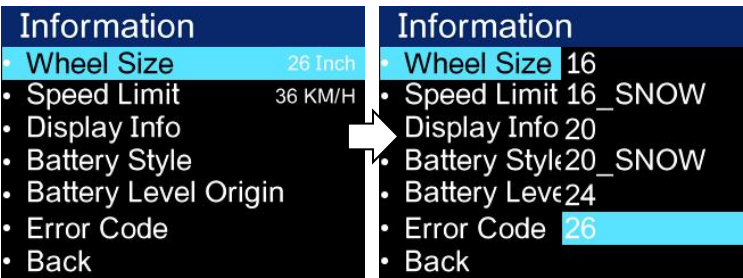 Information
• Wheel Size 26 Inch
• Speed Limit 36 KM/H
• Display Info
• Battery Style
• Battery Level Origin
• Error Code
• Back
Information
• Wheel Size 16
• Speed Limit 16_SNOW
Display Info 20
• Battery Style 20_SNOW
• Battery Leve 24
• Error Code 26
• Back